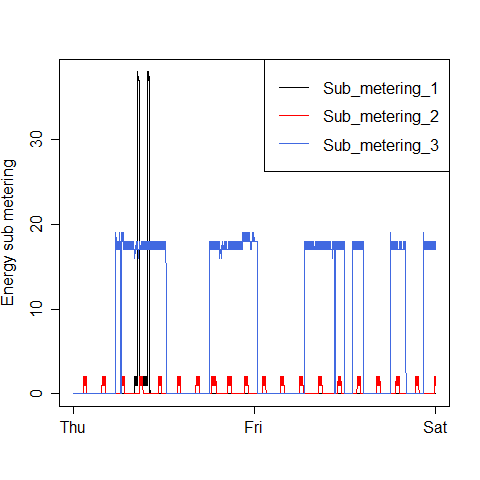 Sub_metering_1
Sub_metering_2
Sub_metering_3
Energy sub metering
30
20
10
0
Thu Fri Sat